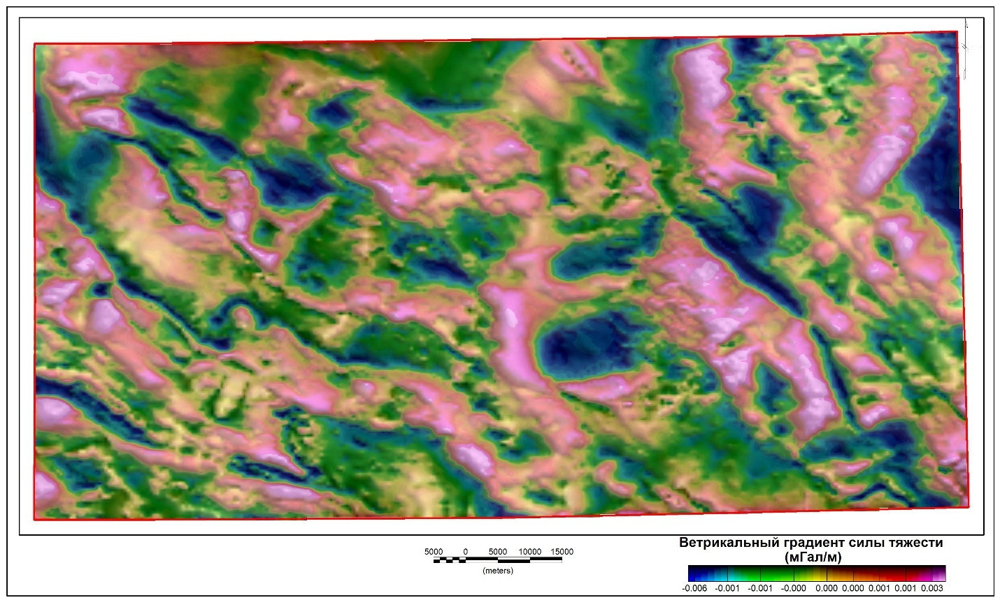 Ветрикальный градиент силы тяжести
(мГал/м)
5000 0 5000 10000 15000
(meters)
-0.006 -0.001 -0.001 -0.000 0.000 0.000 0.001 0.001 0.003